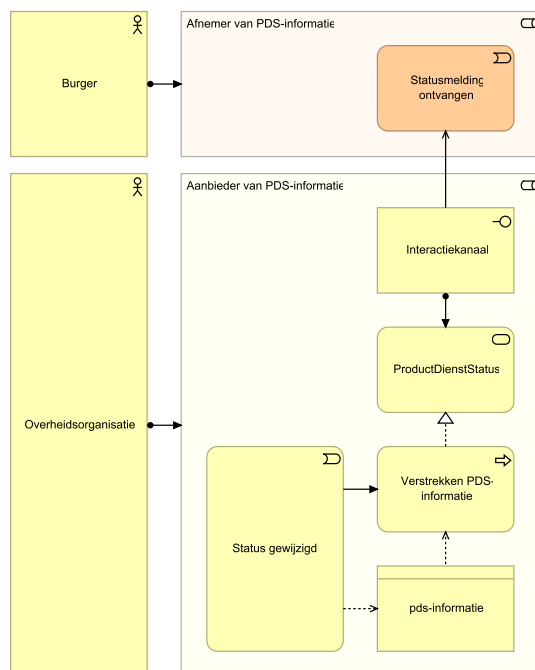 Afnemer van PDS-informatie
Burger
Statusmelding
ontvangen
Aanbieder van PDS-informatie
Interactiekanaal
ProductDienstStatus
Overheidsorganisatie
Verstrekken PDS-
informatie
Status gewijzigd
pds-informatie